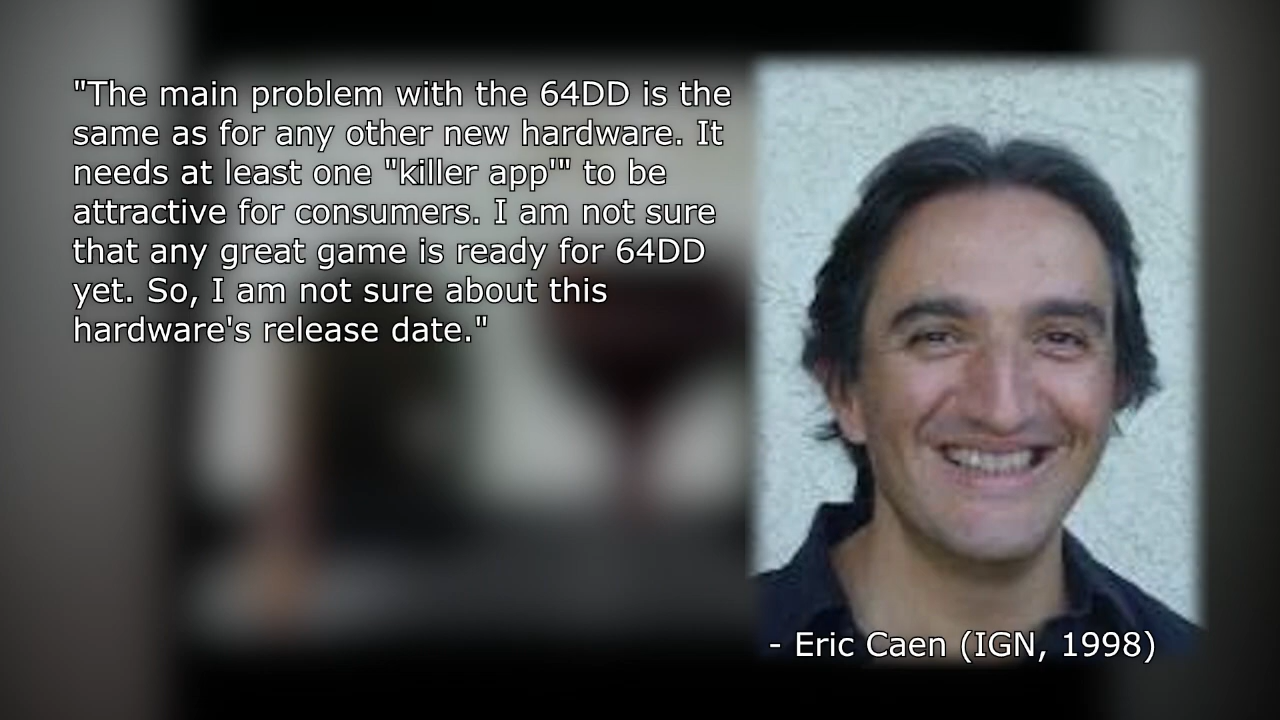 "The main problem with the 64DD is the
same as for any other new hardware. It
needs at least one "killer app'" to be
attractive for consumers. I am not sure
that any great game is ready for 64DD
yet. So, I am not sure about this
hardware's release date."
- Eric Caen (IGN, 1998)